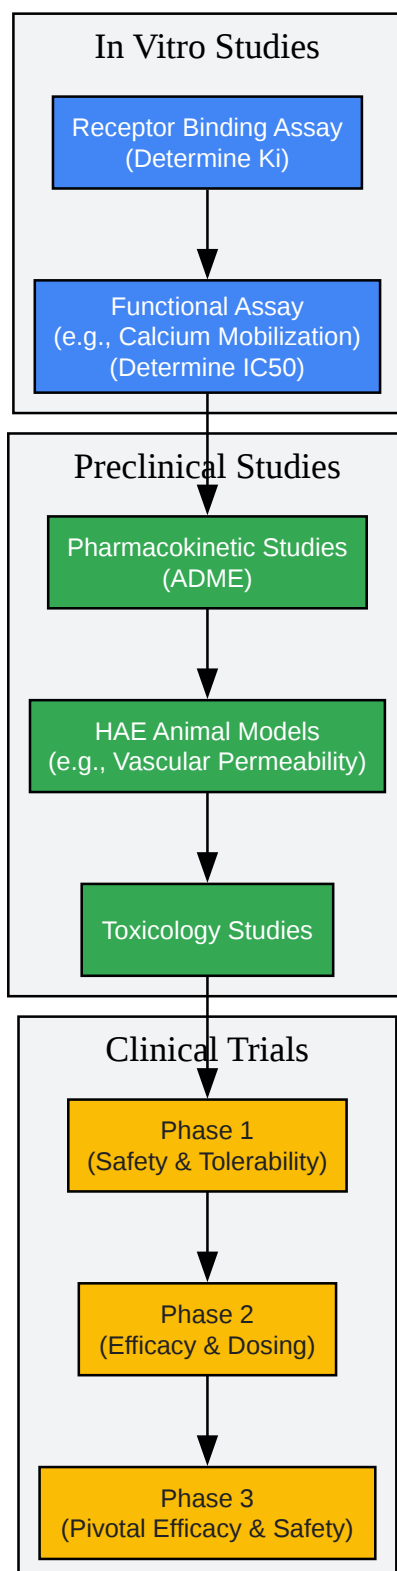 In Vitro Studies
Receptor Binding Assay
(Determine Ki)
Functional Assay
(e.g., Calcium Mobilization)
(Determine IC50)
Preclinical Studies
Pharmacokinetic Studies
(ADME)
HAE Animal Models
(e.g., Vascular Permeability)
Toxicology Studies
Clinical Trials
Phase 1
(Safety & Tolerability)
Phase 2
(Efficacy & Dosing)
Phase 3
(Pivotal Efficacy & Safety)